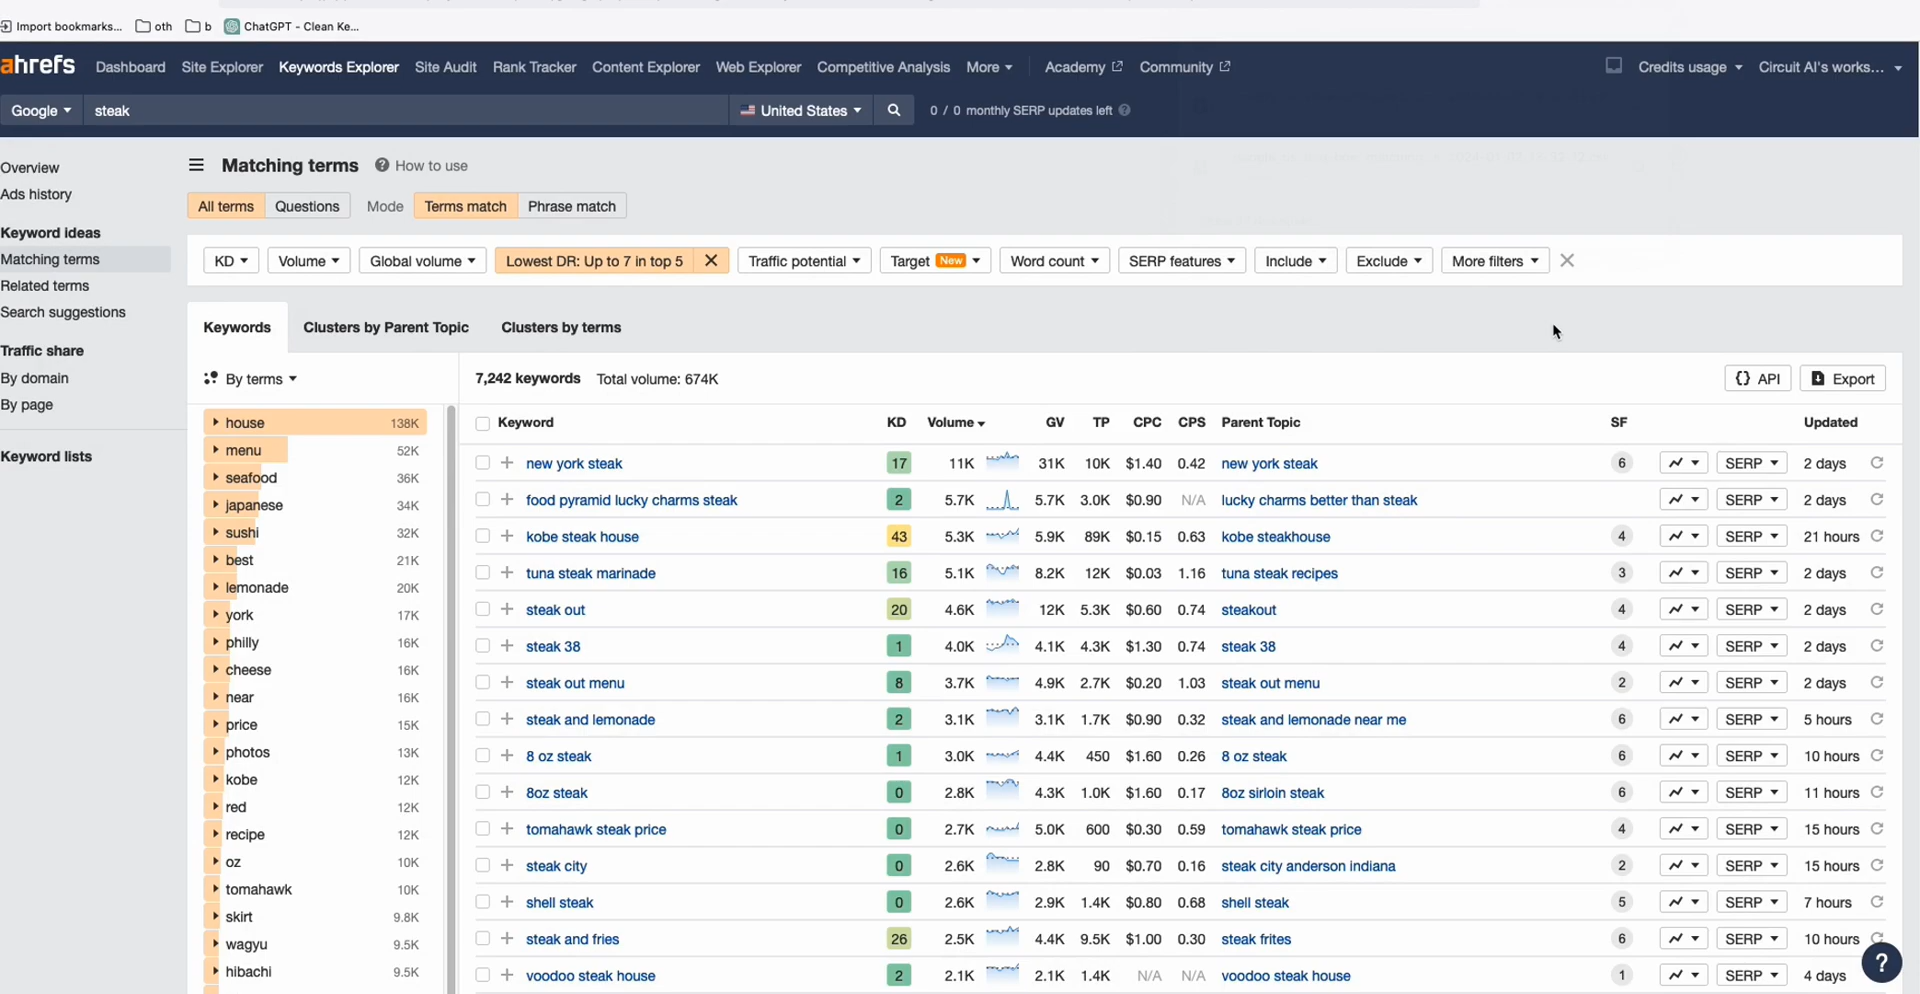 Import bookmarks... oth b ChatGPT - Clean Ke...
ahrefs Dashboard Site Explorer Keywords Explorer Site Audit Rank Tracker Content Explorer Web Explorer Competitive Analysis More Academy Community Credits usage Circuit AI's works...
Google steak United States 0 / 0 monthly SERP updates left ?
Overview
Ads history
Keyword ideas
Matching terms
Related terms
Search suggestions
Traffic share
By domain
By page
Keyword lists
Matching terms ? How to use
All terms Questions Mode Terms match Phrase match
KD Volume Global volume Lowest DR: Up to 7 in top 5 Traffic potential Target New Word count SERP features Include Exclude More filters
Keywords Clusters by Parent Topic Clusters by terms
By terms
house 138K
menu 52K
seafood 36K
japanese 34K
sushi 32K
best 21K
lemonade 20K
york 17K
philly 16K
cheese 16K
near 16K
price 15K
photos 13K
kobe 12K
red 12K
recipe 12K
oz 10K
tomahawk 10K
skirt 9.8K
wagyu 9.5K
hibachi 9.5K
7,242 keywords Total volume: 674K {} API Export
Keyword KD Volume GV TP CPC CPS Parent Topic SF Updated
new york steak 17 11K 31K 10K $1.40 0.42 new york steak 6 SERP 2 days
food pyramid lucky charms steak 2 5.7K 5.7K 3.0K $0.90 N/A lucky charms better than steak SERP 2 days
kobe steak house 43 5.3K 5.9K 89K $0.15 0.63 kobe steakhouse 4 SERP 21 hours
tuna steak marinade 16 5.1K 8.2K 12K $0.03 1.16 tuna steak recipes 3 SERP 2 days
steak out 20 4.6K 12K 5.3K $0.60 0.74 steakout 4 SERP 2 days
steak 38 1 4.0K 4.1K 4.3K $1.30 0.74 steak 38 4 SERP 2 days
steak out menu 8 3.7K 4.9K 2.7K $0.20 1.03 steak out menu 2 SERP 2 days
steak and lemonade 2 3.1K 3.1K 1.7K $0.90 0.32 steak and lemonade near me 6 SERP 5 hours
8 oz steak 1 3.0K 4.4K 450 $1.60 0.26 8 oz steak 6 SERP 10 hours
8oz steak 0 2.8K 4.3K 1.0K $1.60 0.17 8oz sirloin steak 6 SERP 11 hours
tomahawk steak price 0 2.7K 5.0K 600 $0.30 0.59 tomahawk steak price 4 SERP 15 hours
steak city 0 2.6K 2.8K 90 $0.70 0.16 steak city anderson indiana 2 SERP 15 hours
shell steak 0 2.6K 2.9K 1.4K $0.80 0.68 shell steak 5 SERP 7 hours
steak and fries 26 2.5K 4.4K 9.5K $1.00 0.30 steak frites 6 SERP 10 hours
voodoo steak house 2 2.1K 2.1K 1.4K N/A N/A voodoo steak house 1 SERP 4 days
?